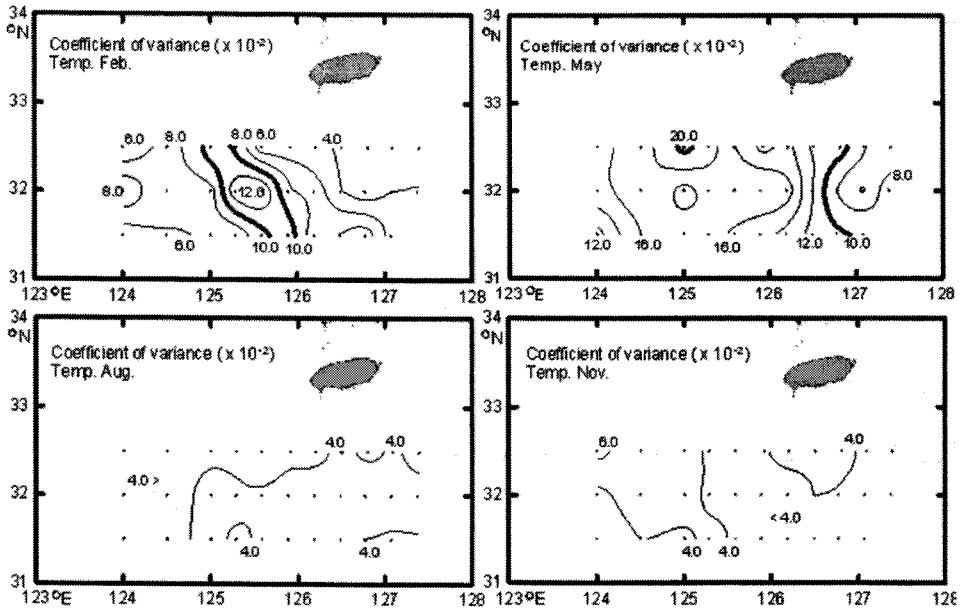 34
°N
33
32
31
123°E 124 125 126 127 128
Coefficient of variance ( x 10-2)
Temp. Feb.
6.0 8.0 8.0 6.0 4.0
8.0 12.0
6.0 10.0 10.0
34
°N
33
32
31
123°E 124 125 126 127 128
Coefficient of variance ( x 10-2)
Temp. May
20.0
8.0
12.0 16.0 16.0 12.0 10.0
34
°N
33
32
31
123°E 124 125 126 127 128
Coefficient of variance ( x 10-2)
Temp. Aug.
4.0 4.0
4.0 >
4.0 4.0
34
°N
33
32
31
123°E 124 125 126 127 128
Coefficient of variance ( x 10-2)
Temp. Nov.
6.0 4.0
< 4.0
4.0 4.0